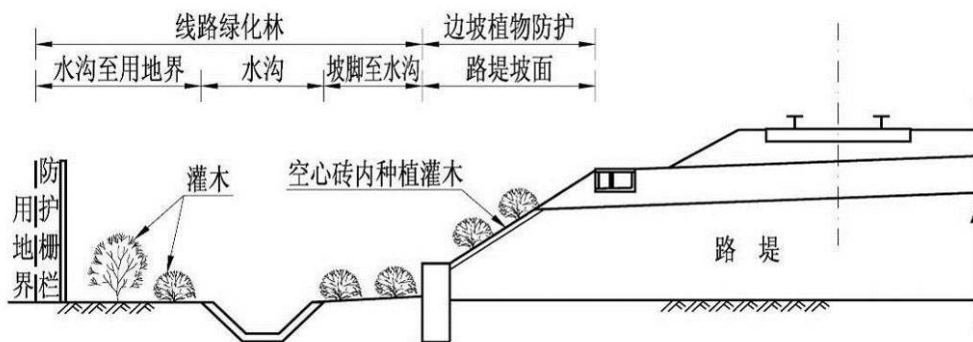 线路绿化林
边坡植物防护
水沟至用地界
水沟
坡脚至水沟
路堤坡面
防护栅栏
用地界
灌木
空心砖内种植灌木
路堤